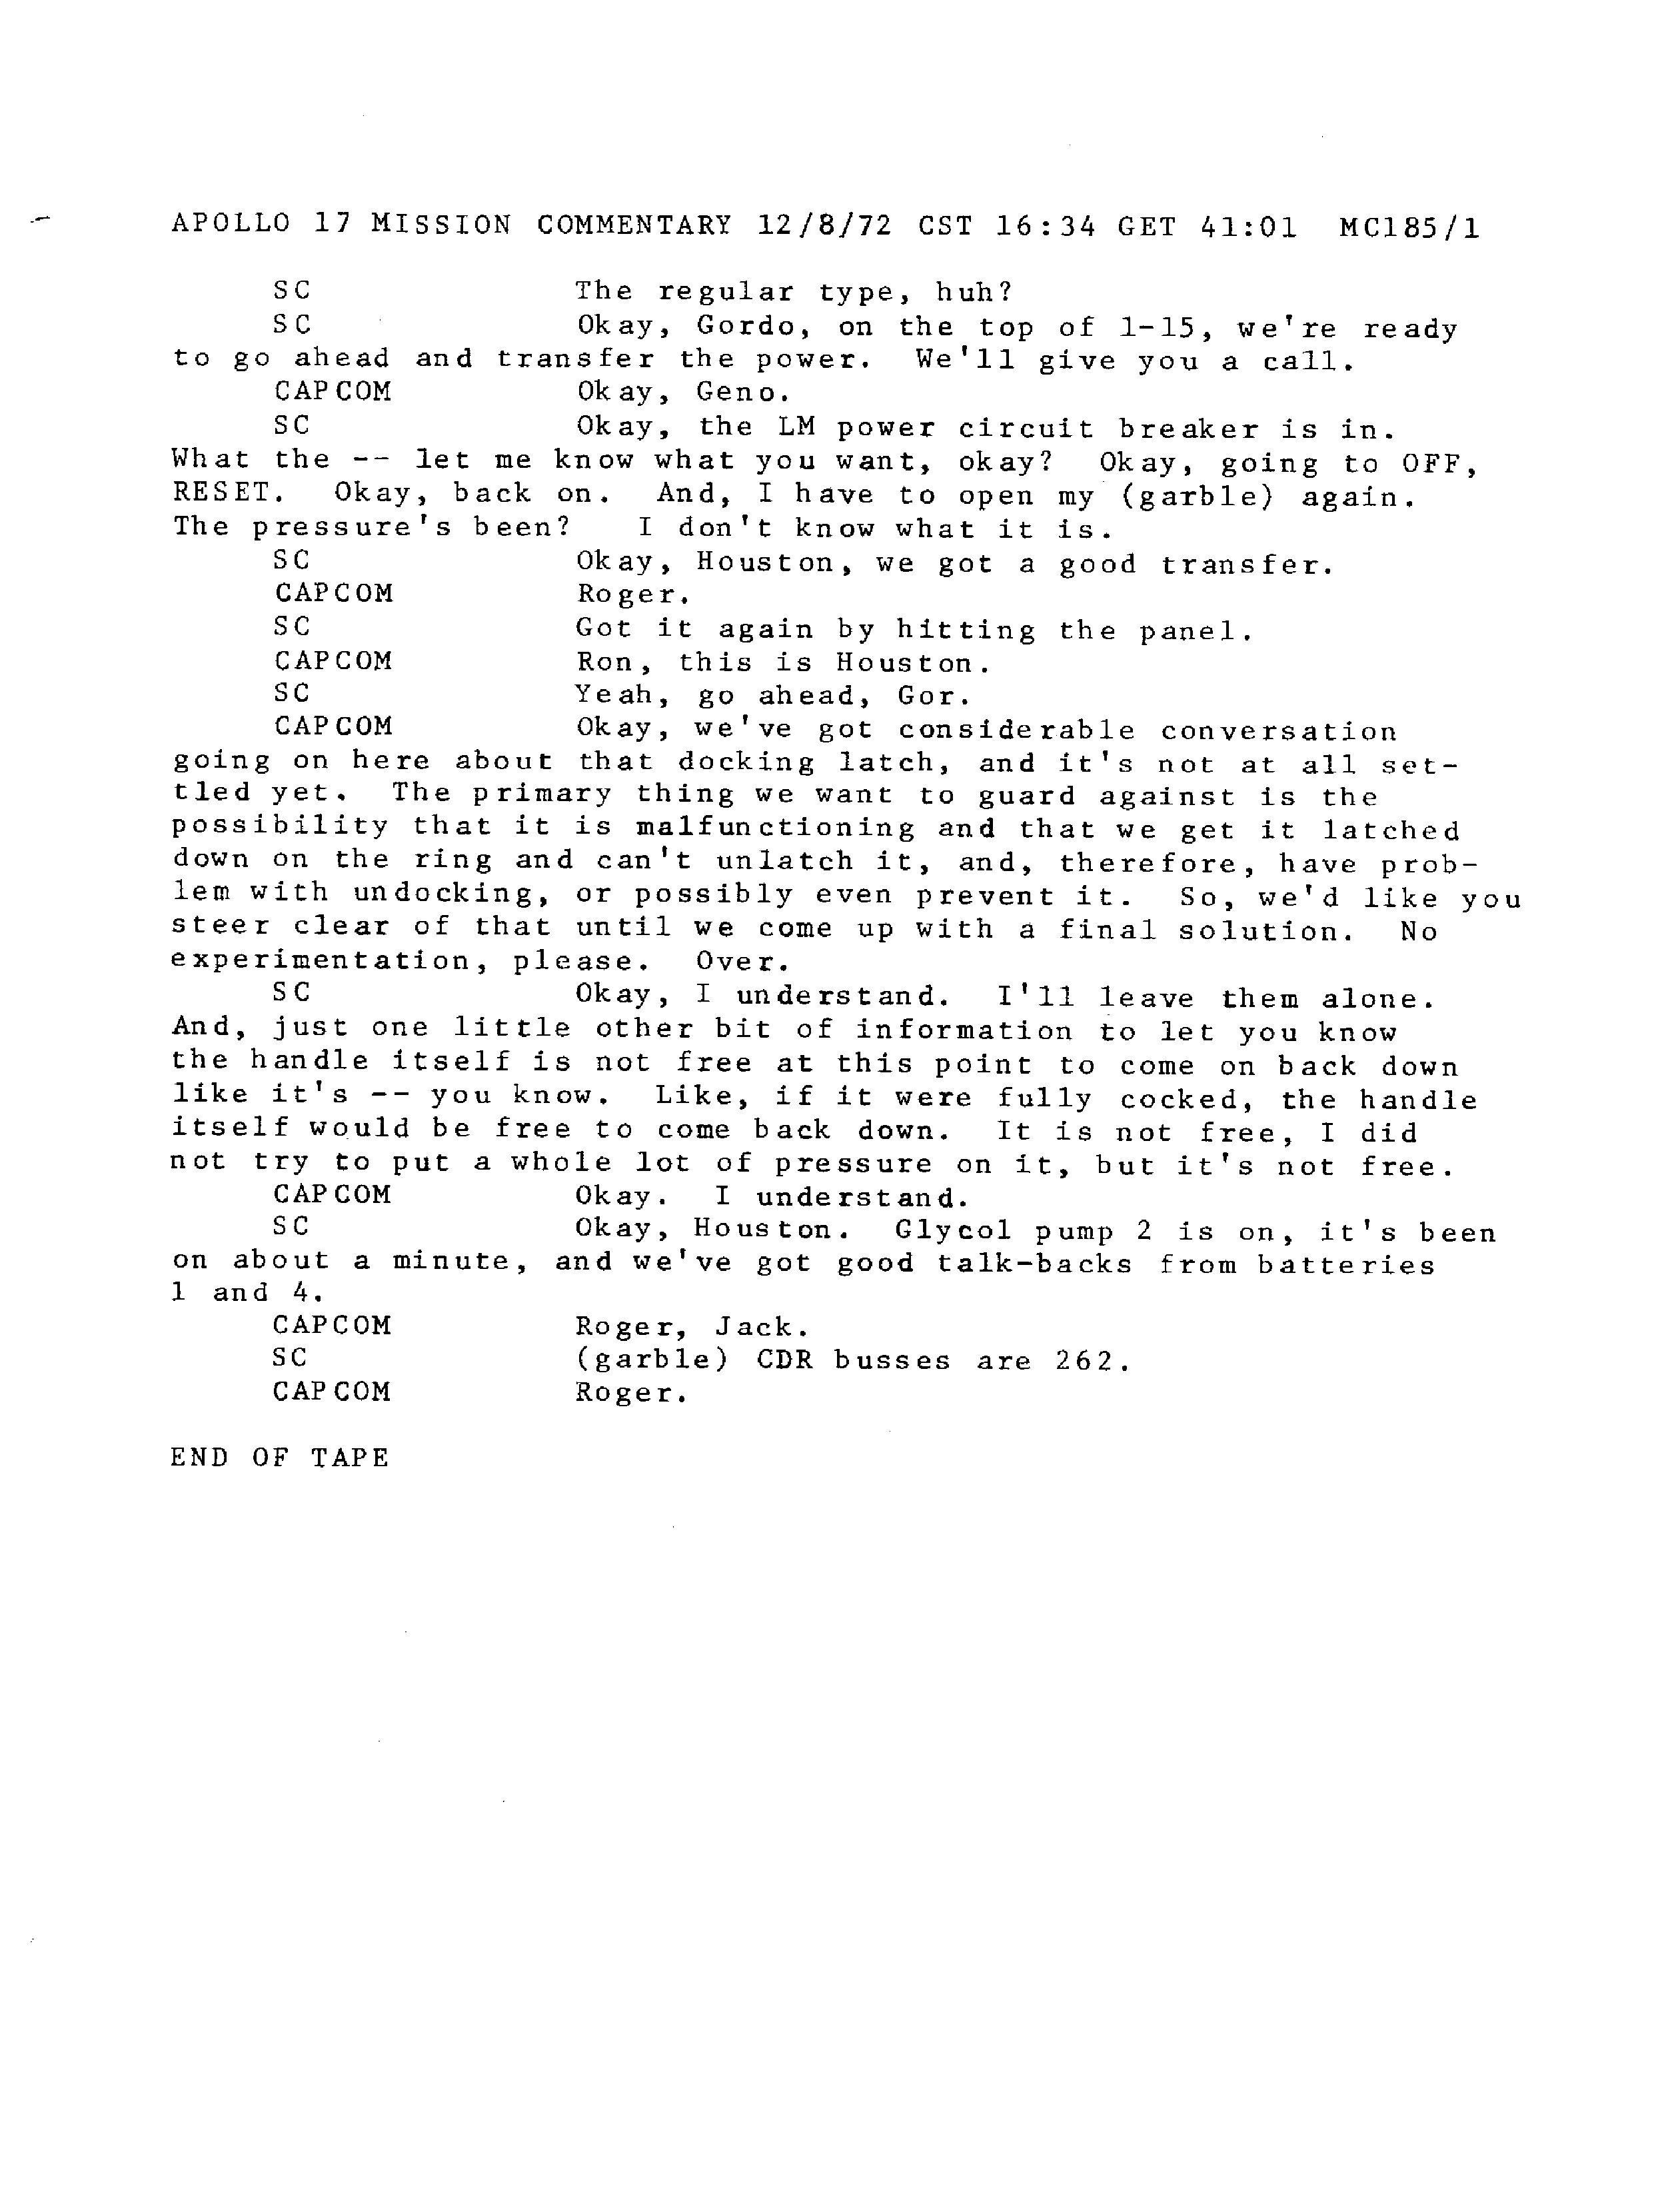 APOLLO 17 MISSION COMMENTARY 12/8/72 CST 16:34 GET 41:01 MC185/1
SC The regular type, huh?
SC Okay, Gordo, on the top of 1-15, we're ready
to go ahead and transfer the power. We'll give you a call.
CAPCOM Okay, Geno.
SC Okay, the LM power circuit breaker is in.
What the -- let me know what you want, okay? Okay, going to OFF,
RESET. Okay, back on. And, I have to open my (garble) again.
The pressure's been? I don't know what it is.
SC Okay, Houston, we got a good transfer.
CAPCOM Roger.
SC Got it again by hitting the panel.
CAPCOM Ron, this is Houston.
SC Yeah, go ahead, Gor.
CAPCOM Okay, we've got considerable conversation
going on here about that docking latch, and it's not at all set-
tled yet. The primary thing we want to guard against is the
possibility that it is malfunctioning and that we get it latched
down on the ring and can't unlatch it, and, therefore, have prob-
lem with undocking, or possibly even prevent it. So, we'd like you
steer clear of that until we come up with a final solution. No
experimentation, please. Over.
SC Okay, I understand. I'll leave them alone.
And, just one little other bit of information to let you know
the handle itself is not free at this point to come on back down
like it's -- you know. Like, if it were fully cocked, the handle
itself would be free to come back down. It is not free, I did
not try to put a whole lot of pressure on it, but it's not free.
CAPCOM Okay. I understand.
SC Okay, Houston. Glycol pump 2 is on, it's been
on about a minute, and we've got good talk-backs from batteries
1 and 4.
CAPCOM Roger, Jack.
SC (garble) CDR busses are 262.
CAPCOM Roger.
END OF TAPE